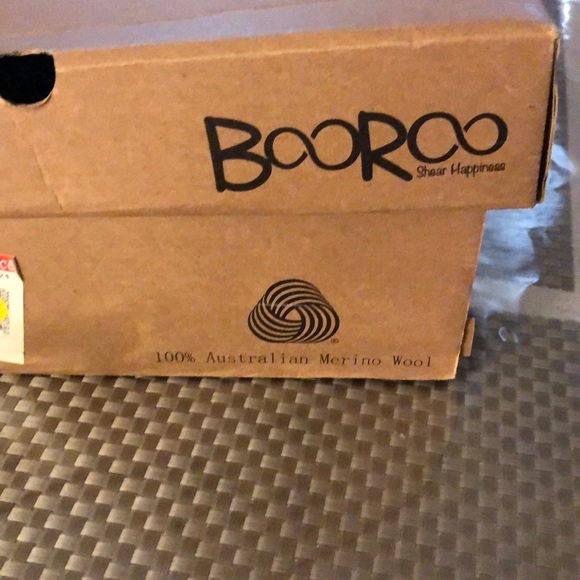 BOOROO
Shear Happiness
®
100% Australian Merino Wool